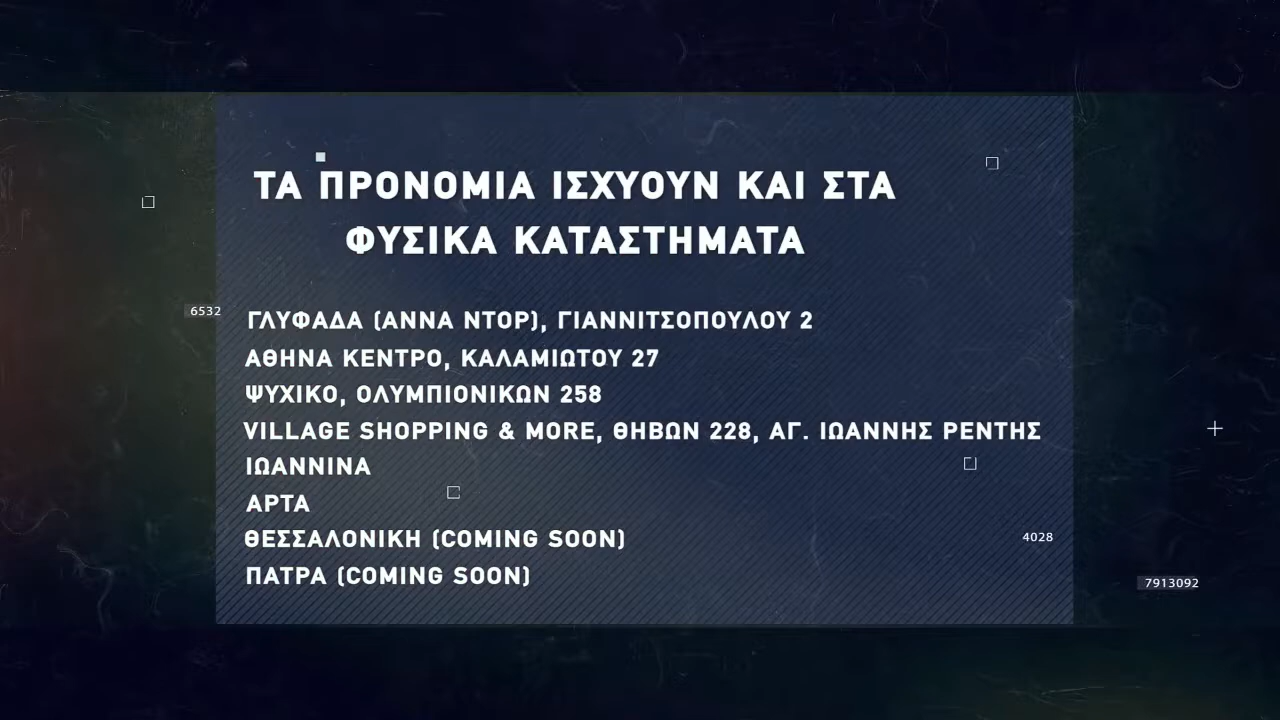 ΤΑ ΠΡΟΝΟΜΙΑ ΙΣΧΥΟΥΝ ΚΑΙ ΣΤΑ
ΦΥΣΙΚΑ ΚΑΤΑΣΤΗΜΑΤΑ
6532
ΓΛΥΦΑΔΑ (ΑΝΝΑ ΝΤΟΡ), ΓΙΑΝΝΙΤΣΟΠΟΥΛΟΥ 2
ΑΘΗΝΑ ΚΕΝΤΡΟ, ΚΑΛΑΜΙΩΤΟΥ 27
ΨΥΧΙΚΟ, ΟΛΥΜΠΙΟΝΙΚΩΝ 258
VILLAGE SHOPPING & MORE, ΘΗΒΩΝ 228, ΑΓ. ΙΩΑΝΝΗΣ ΡΕΝΤΗΣ
ΙΩΑΝΝΙΝΑ
ΑΡΤΑ
ΘΕΣΣΑΛΟΝΙΚΗ (COMING SOON)
4028
ΠΑΤΡΑ (COMING SOON)
7913092